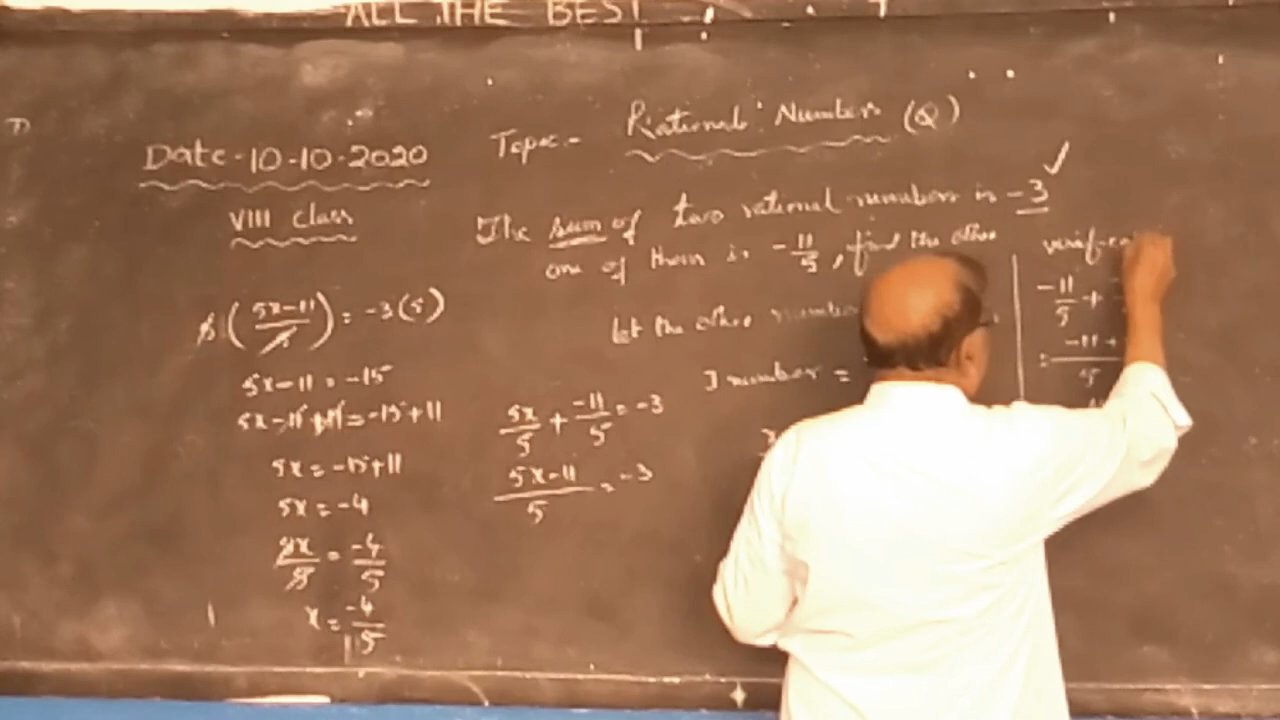 ALL THE BEST
Date-10-10-2020
Topic- Rational Numbers (Q)
VIII class
The sum of two rational numbers is -3 ✓
one of them is -11/5, find the other
Let the other number
I number =
5x/5 + -11/5 = -3
5x-11/5 = -3
5(5x-11/5) = -3(5)
5x-11 = -15
5x-11+11 = -15+11
5x = -15+11
5x = -4
5x/5 = -4/5
x = -4/5
-11/5 +
= -11+ /5